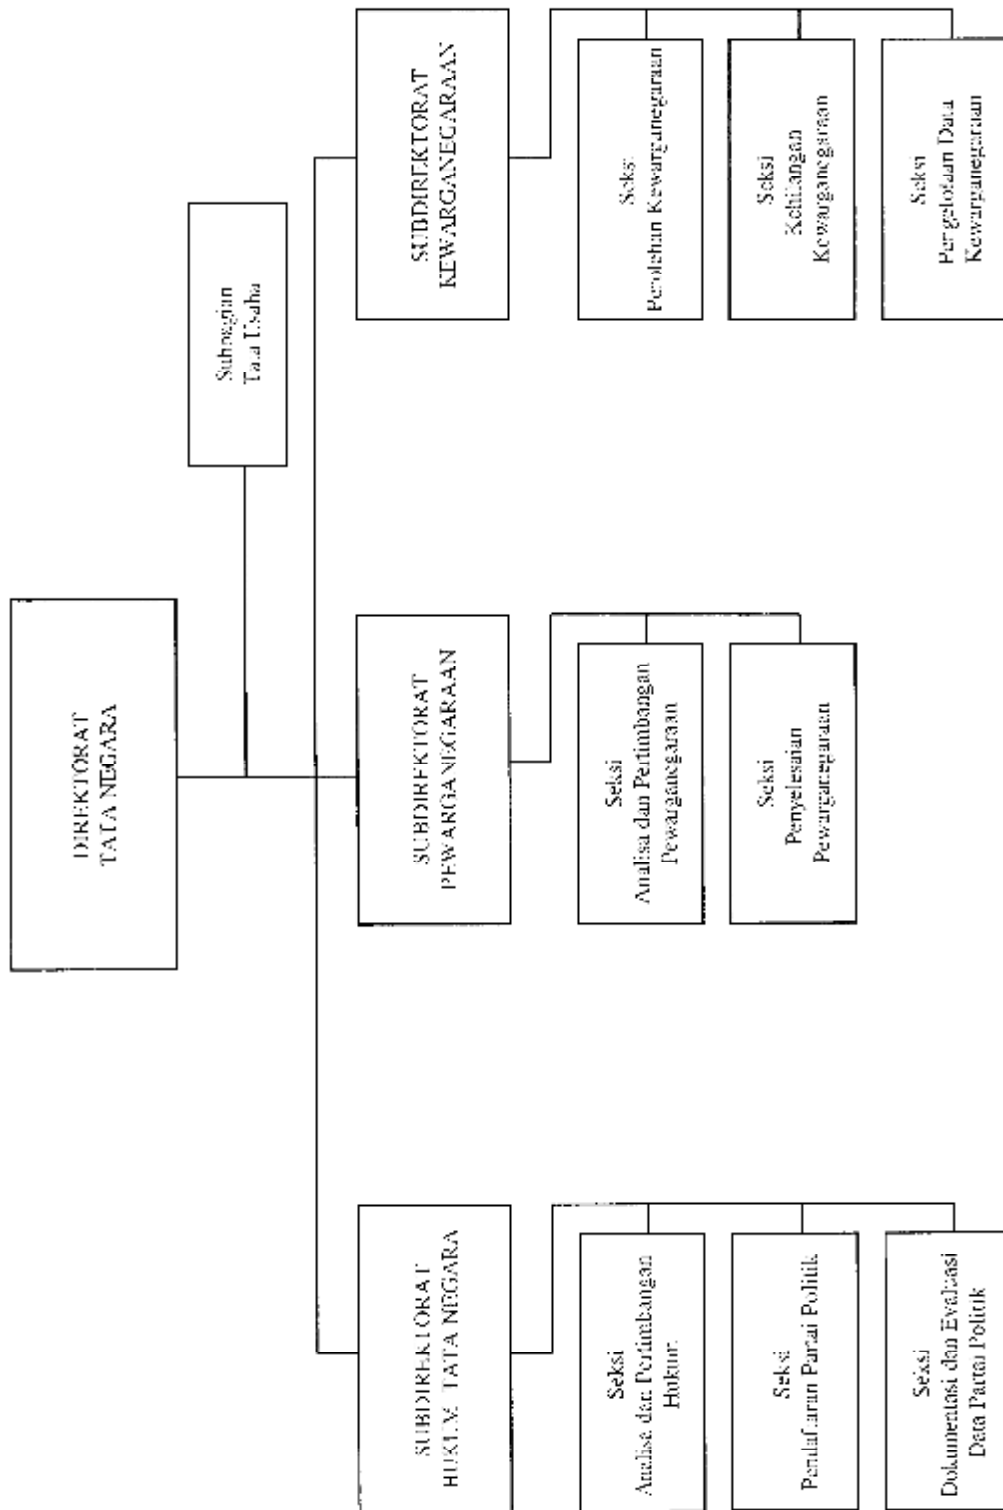 DIREKTORAT
TATA NEGARA
Subbagian
Tata Usaha
SUBDIREKTORAT
HUKUM TATA NEGARA
SUBDIREKTORAT
PEWARGANEGARAAN
SUBDIREKTORAT
KEWARGANEGARAAN
Seksi
Analisa dan Pertimbangan
Hukum
Seksi
Pendaftaran Partai Politik
Seksi
Dokumentasi dan Evaluasi
Data Partai Politik
Seksi
Analisa dan Pertimbangan
Pewarganegaraan
Seksi
Penyelesaian
Pewarganegaraan
Seksi
Perolehan Kewarganegaraan
Seksi
Kehilangan
Kewarganegaraan
Seksi
Pengelolaan Data
Kewarganegaraan